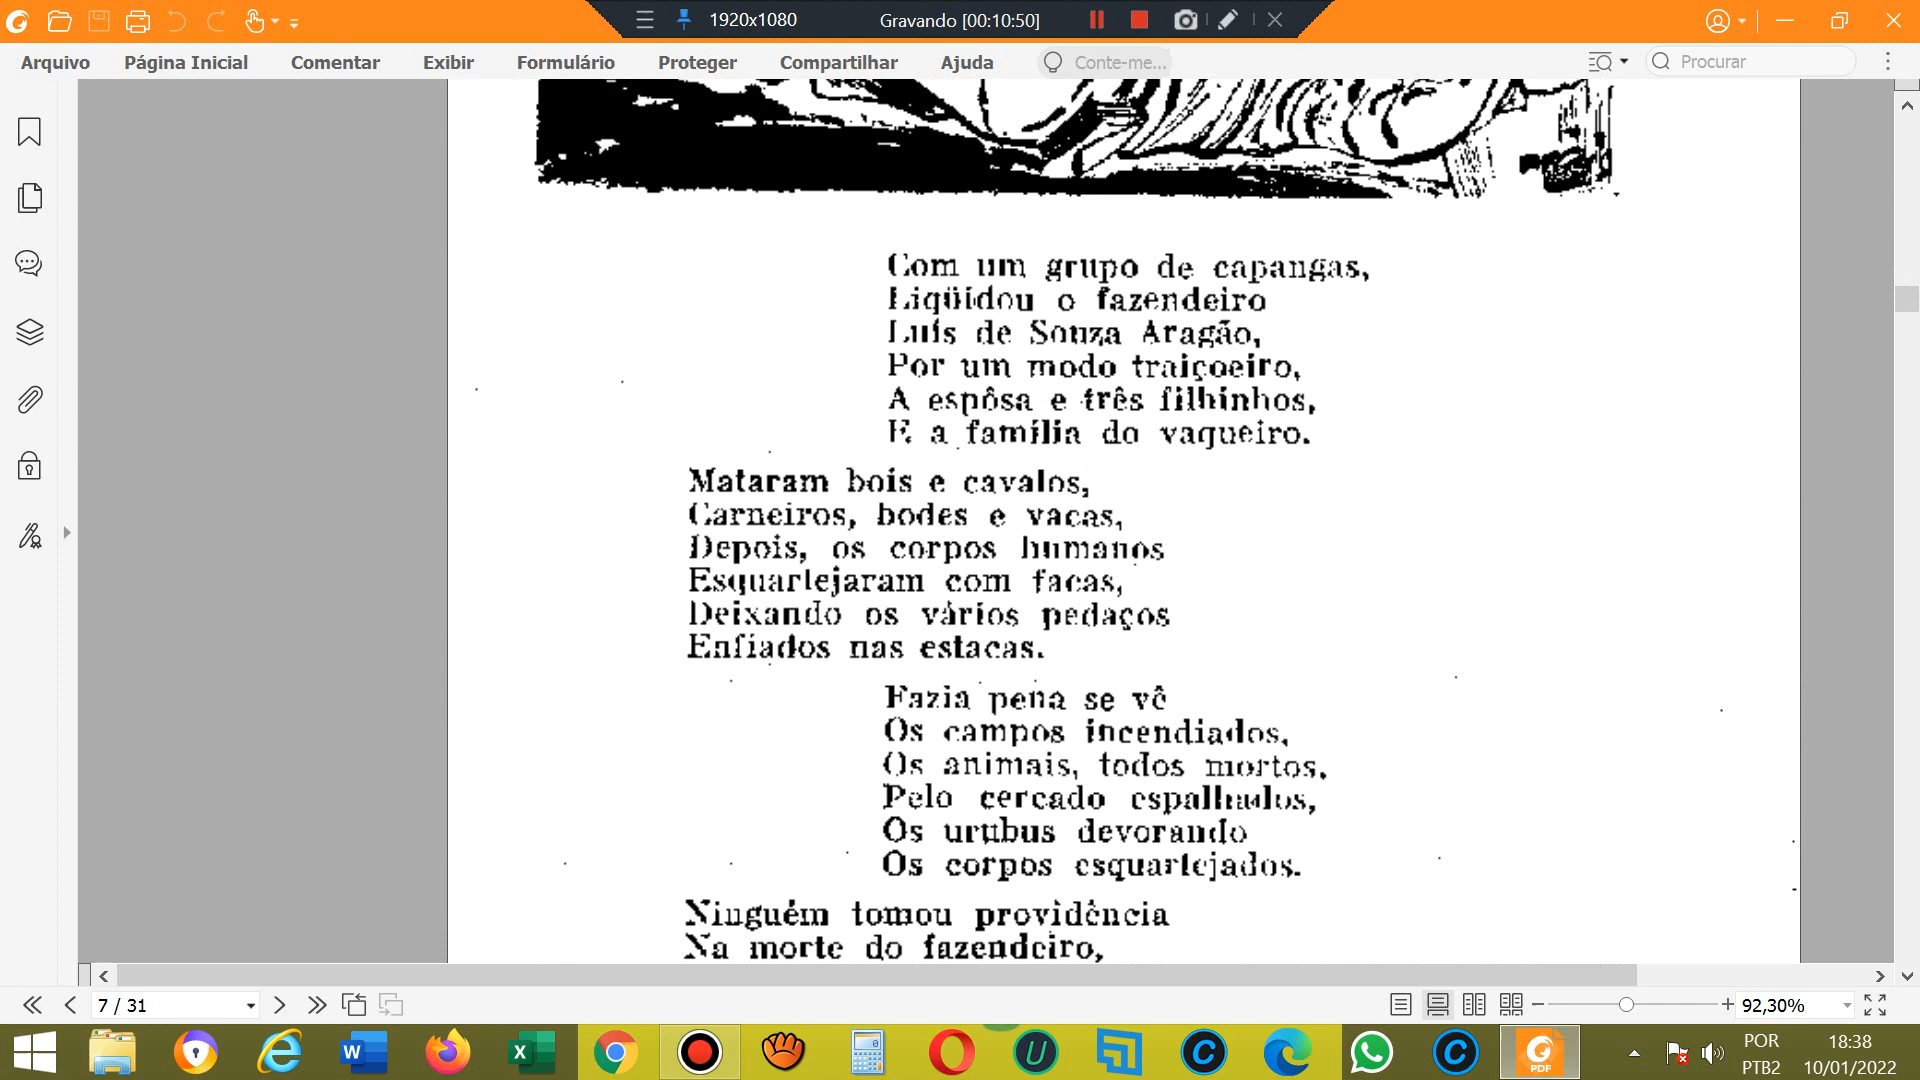 1920x1080
Gravando [00:10:50]
Arquivo
Página Inicial
Comentar
Exibir
Formulário
Proteger
Compartilhar
Ajuda
Conte-me...
Procurar
Com um grupo de capangas,
Liqüidou o fazendeiro
Luís de Souza Aragão,
Por um modo traiçoeiro,
A espôsa e três filhinhos,
E a família do vaqueiro.
Mataram bois e cavalos,
Carneiros, bodes e vacas,
Depois, os corpos humanos
Esquartejaram com facas,
Deixando os vários pedaços
Enfiados nas estacas.
Fazia pena se vê
Os campos incendiados,
Os animais, todos mortos,
Pelo cercado espalhados,
Os urubus devorando
Os corpos esquartejados.
Ninguém tomou providência
Na morte do fazendeiro,
7 / 31
92,30%
POR
PTB2
18:38
10/01/2022
PDF